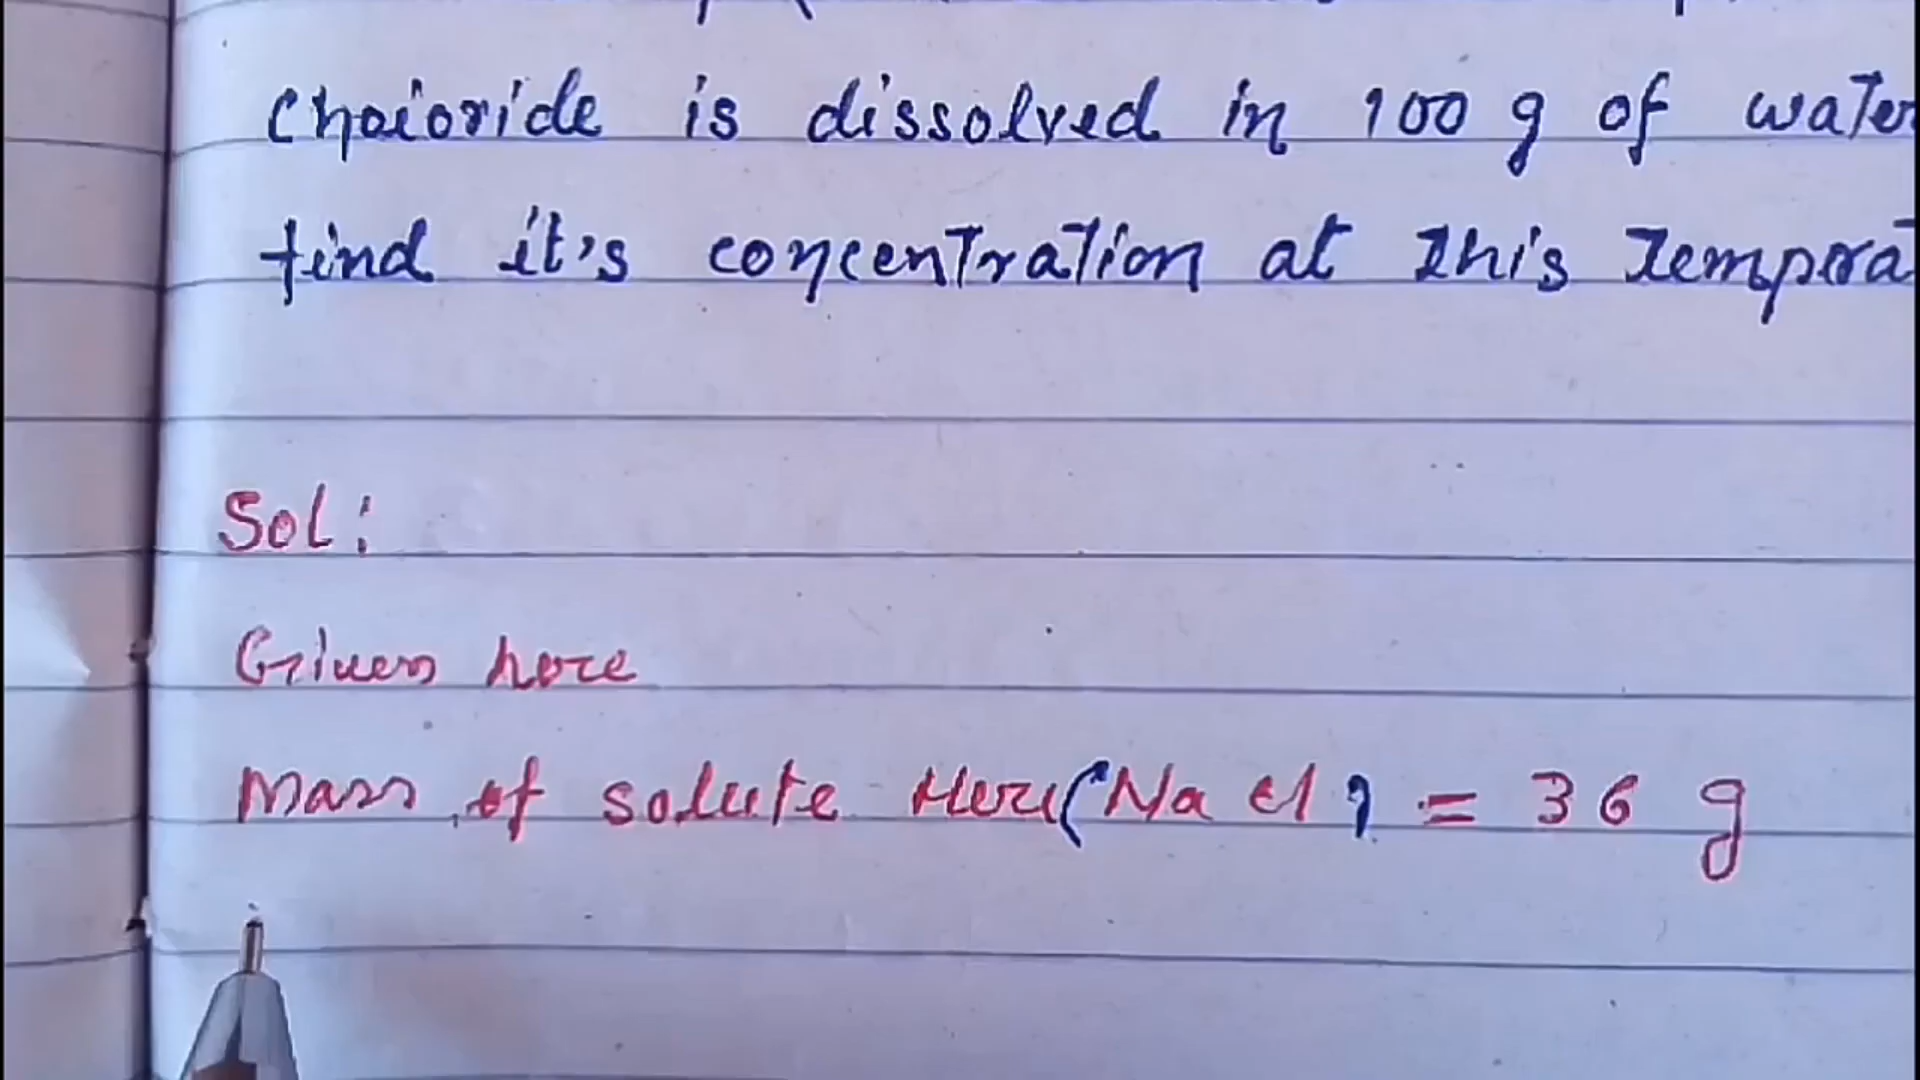 Chaioride is dissolved in 100 g of water
find it's concentration at this tempera
Sol:
Given here
Mass of solute Here (NaCl) = 36 g